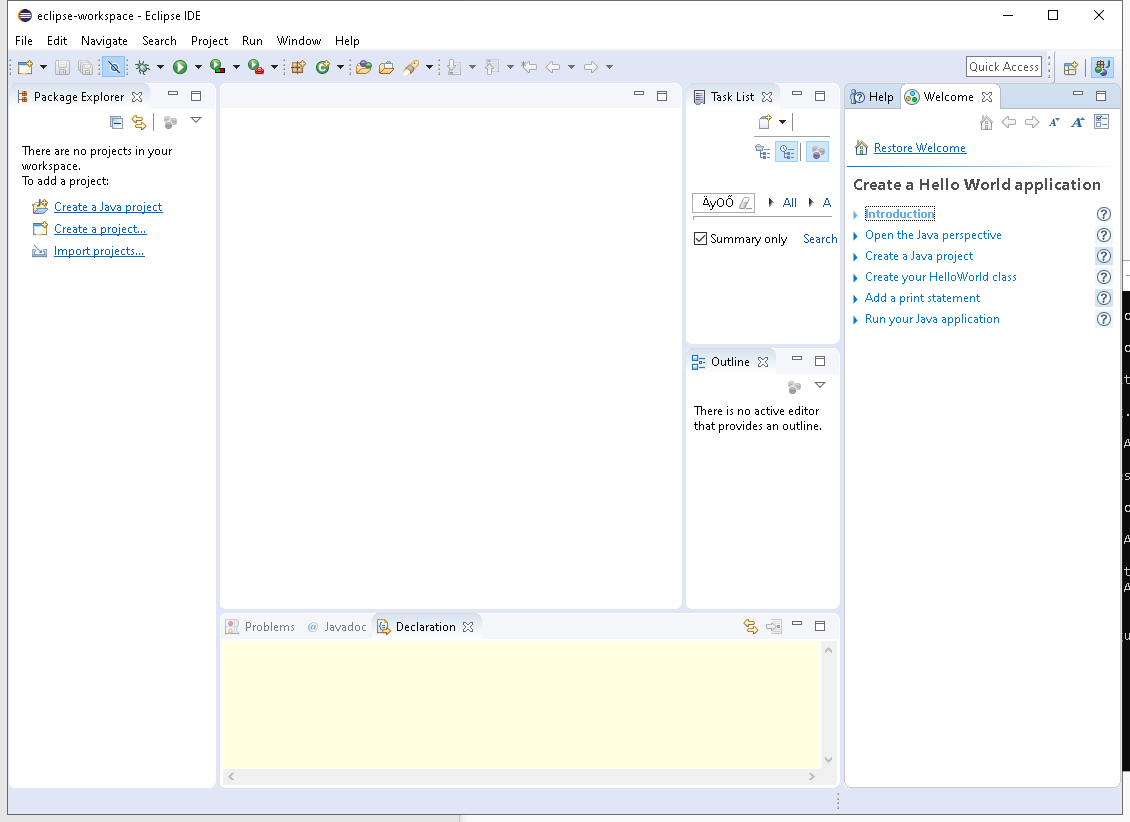 eclipse-workspace - Eclipse IDE
File Edit Navigate Search Project Run Window Help
Quick Access
Package Explorer
There are no projects in your
workspace.
To add a project:
Create a Java project
Create a project...
Import projects...
Task List
ÄyOŐ All A
Summary only Search
Outline
There is no active editor
that provides an outline.
Problems @ Javadoc Declaration
Help Welcome
A A
Restore Welcome
Create a Hello World application
Introduction
Open the Java perspective
Create a Java project
Create your HelloWorld class
Add a print statement
Run your Java application